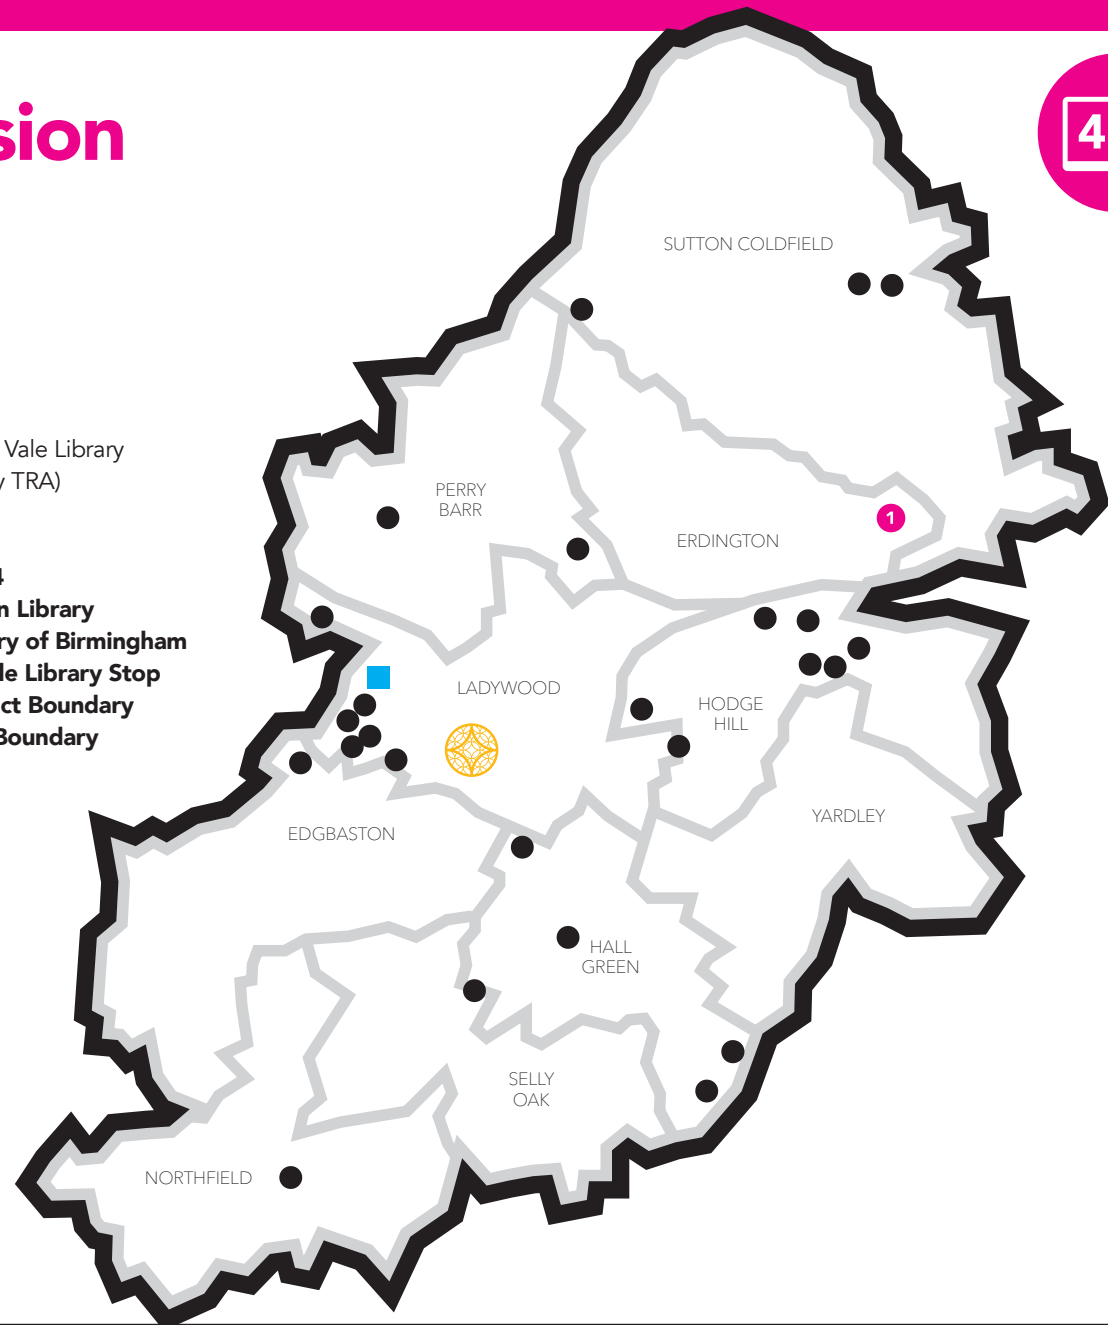 sion
4
Vale Library
y TRA)
4
n Library
ry of Birmingham
le Library Stop
ct Boundary
Boundary
SUTTON COLDFIELD
PERRY
BARR
ERDINGTON
1
LADYWOOD
HODGE
HILL
YARDLEY
EDGBASTON
HALL
GREEN
SELLY
OAK
NORTHFIELD